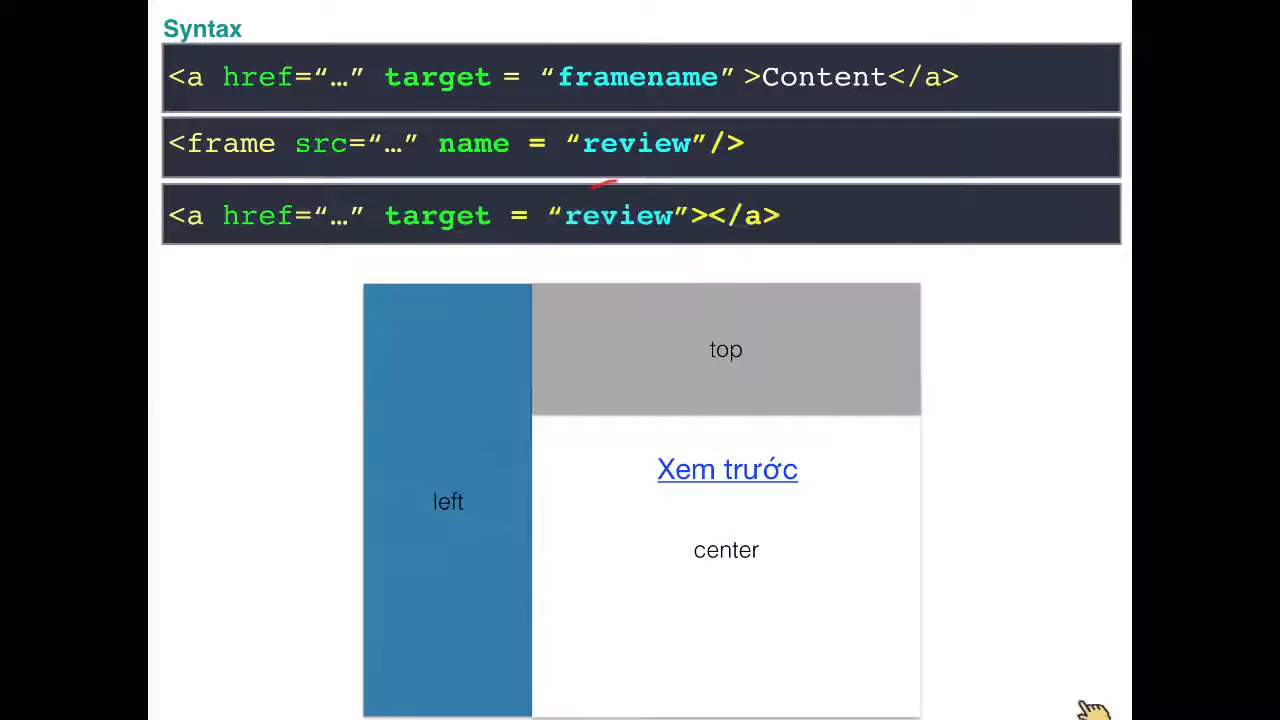 Syntax
<a href=“…” target = “framename” >Content</a>
<frame src=“…” name = “review”/>
<a href=“…” target = “review”></a>
top
Xem trước
left
center